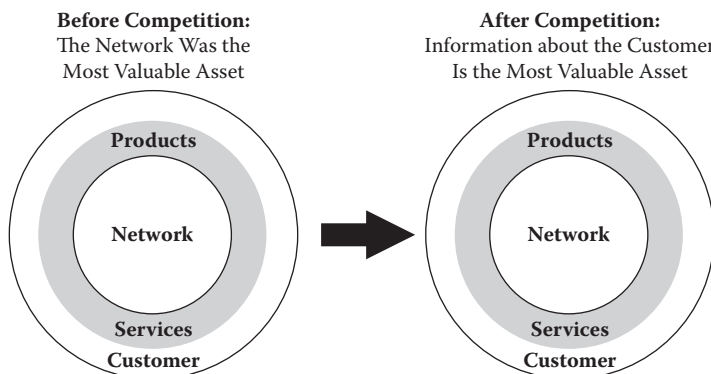 Before Competition:
The Network Was the
Most Valuable Asset
Products
Network
Services
Customer
After Competition:
Information about the Customer
Is the Most Valuable Asset
Products
Network
Services
Customer